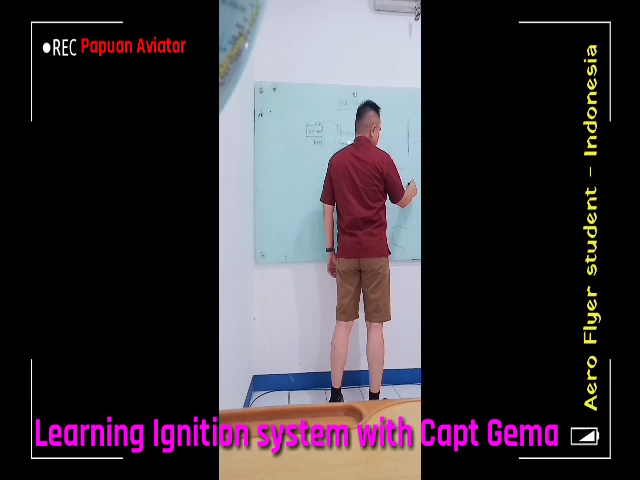 REC Papuan Aviator
Aero Flyer student - Indonesia
Learning Ignition system with Capt Gema